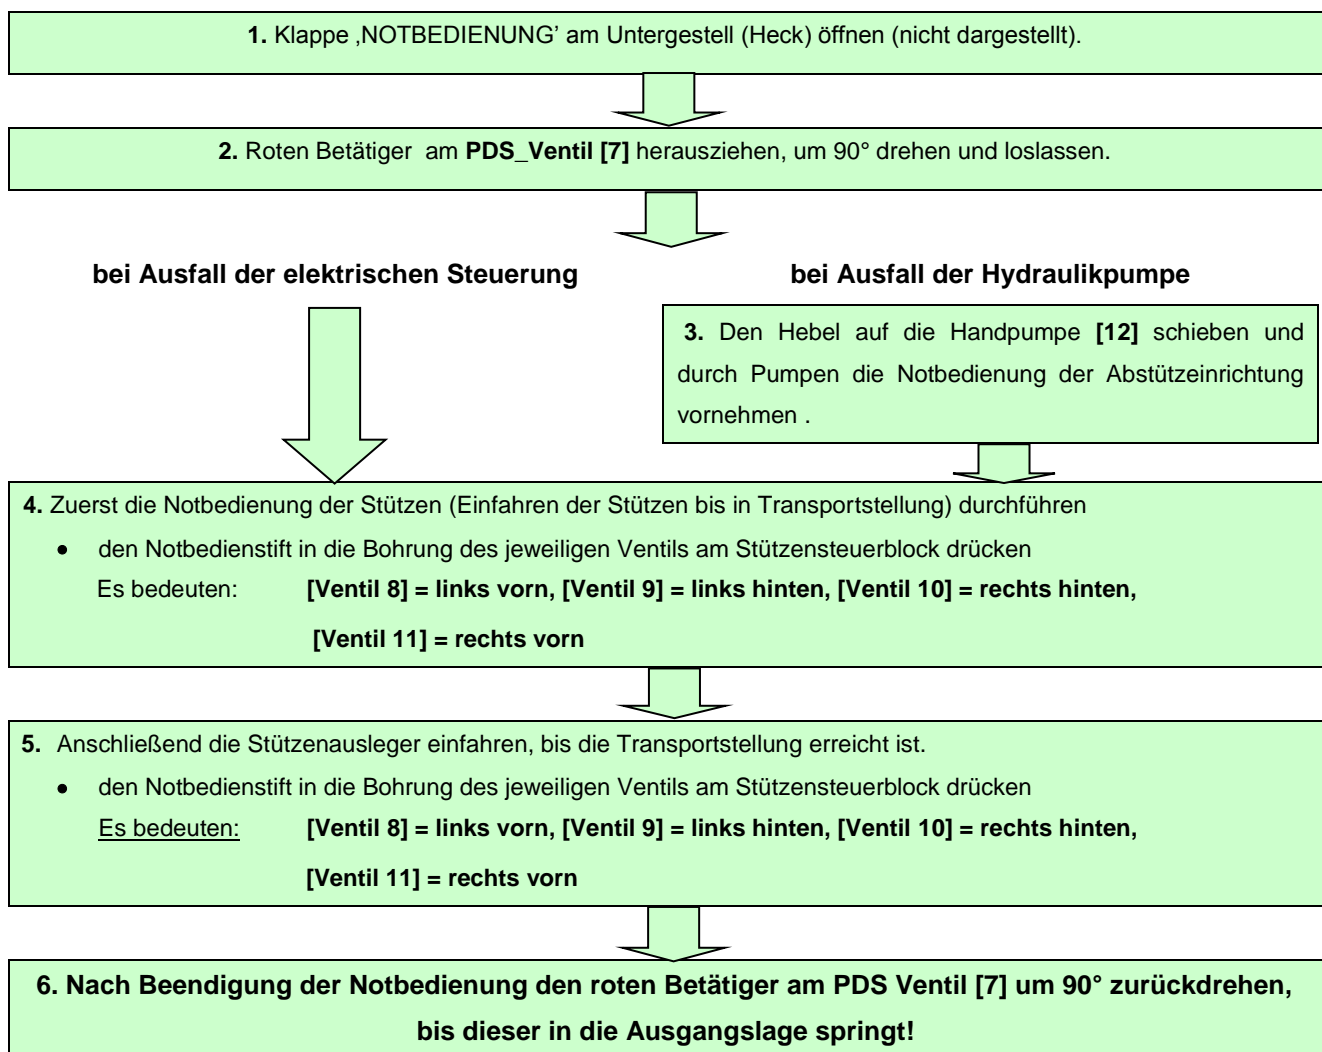 1. Klappe ‚NOTBEDIENUNG’ am Untergestell (Heck) öffnen (nicht dargestellt).
2. Roten Betätiger am PDS_Ventil [7] herausziehen, um 90° drehen und loslassen.
bei Ausfall der elektrischen Steuerung
bei Ausfall der Hydraulikpumpe
3. Den Hebel auf die Handpumpe [12] schieben und
durch Pumpen die Notbedienung der Abstützeinrichtung
vornehmen .
4. Zuerst die Notbedienung der Stützen (Einfahren der Stützen bis in Transportstellung) durchführen
• den Notbedienstift in die Bohrung des jeweiligen Ventils am Stützensteuerblock drücken
Es bedeuten: [Ventil 8] = links vorn, [Ventil 9] = links hinten, [Ventil 10] = rechts hinten,
[Ventil 11] = rechts vorn
5. Anschließend die Stützenausleger einfahren, bis die Transportstellung erreicht ist.
• den Notbedienstift in die Bohrung des jeweiligen Ventils am Stützensteuerblock drücken
Es bedeuten: [Ventil 8] = links vorn, [Ventil 9] = links hinten, [Ventil 10] = rechts hinten,
[Ventil 11] = rechts vorn
6. Nach Beendigung der Notbedienung den roten Betätiger am PDS Ventil [7] um 90° zurückdrehen,
bis dieser in die Ausgangslage springt!